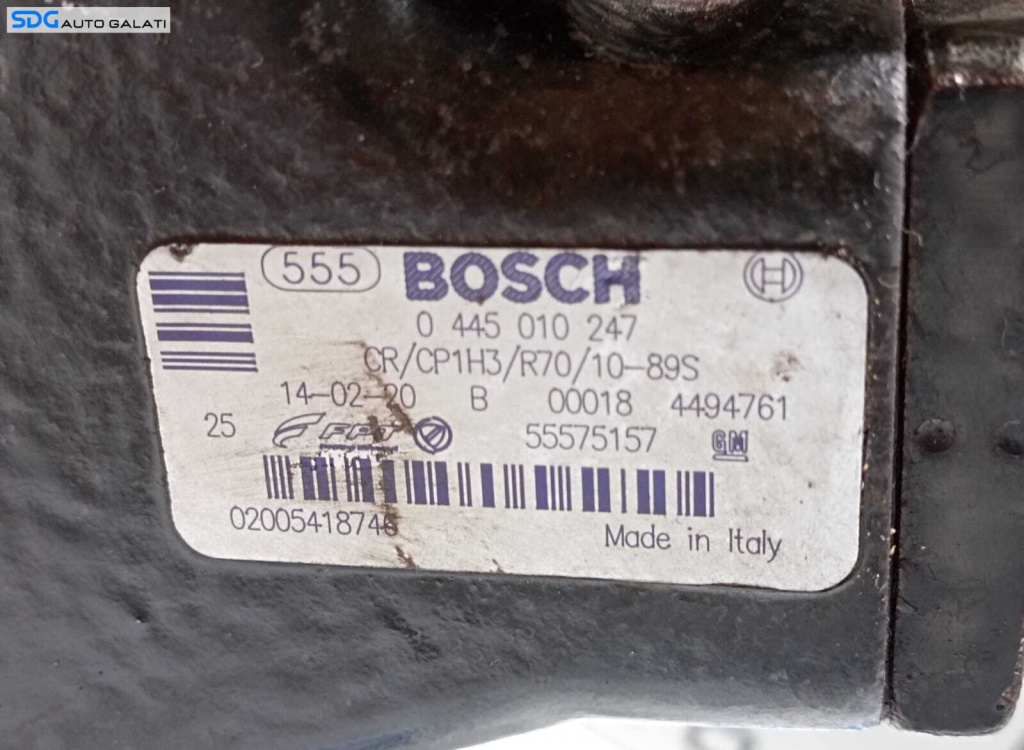 SDG AUTO GALATI
555 BOSCH
0 445 010 247
CR/CP1H3/R70/10-89S
14-02-20 B 00018 4494761
25 FPT 55575157 GM
02005418746
Made in Italy